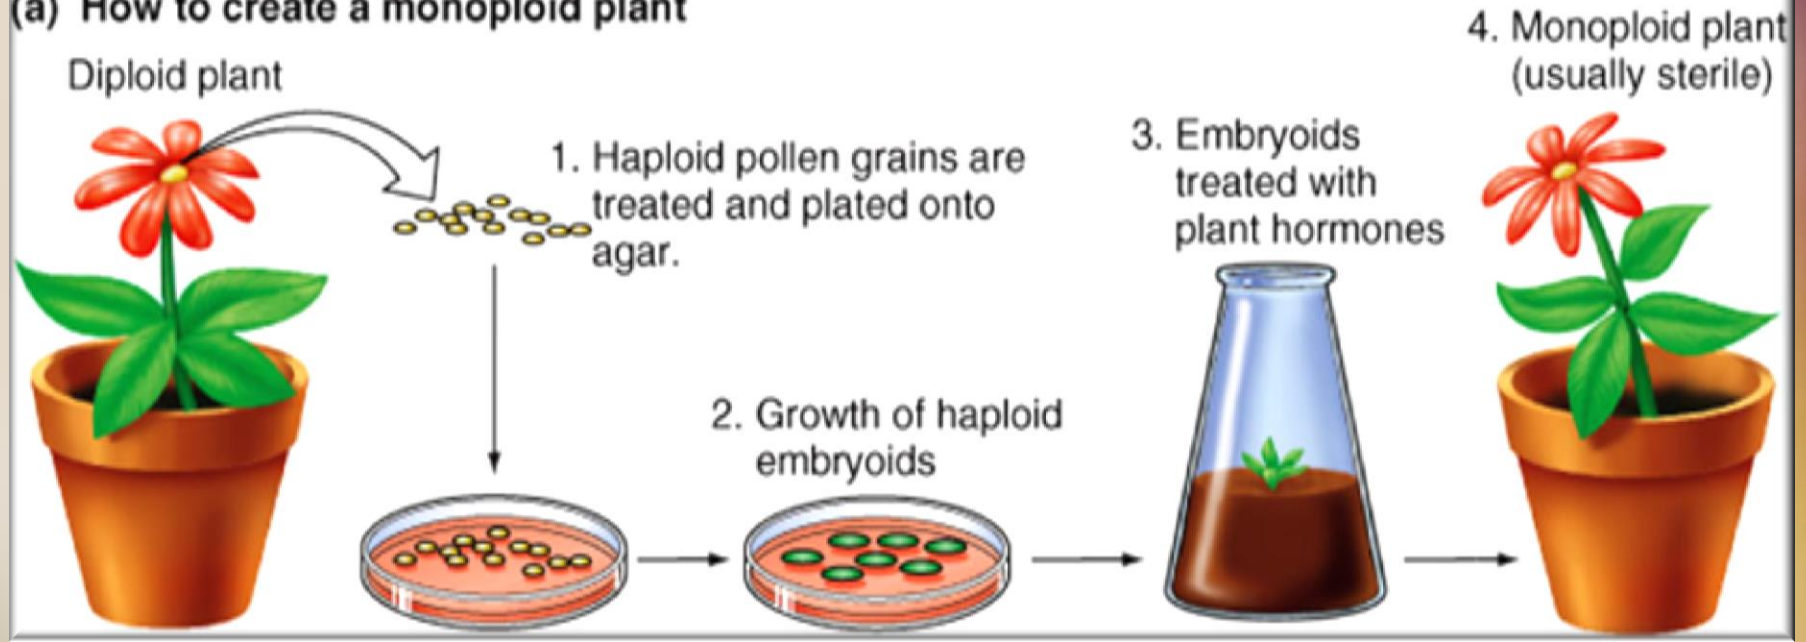 (a) How to create a monoploid plant
Diploid plant
1. Haploid pollen grains are
treated and plated onto
agar.
2. Growth of haploid
embryoids
3. Embryoids
treated with
plant hormones
4. Monoploid plant
(usually sterile)